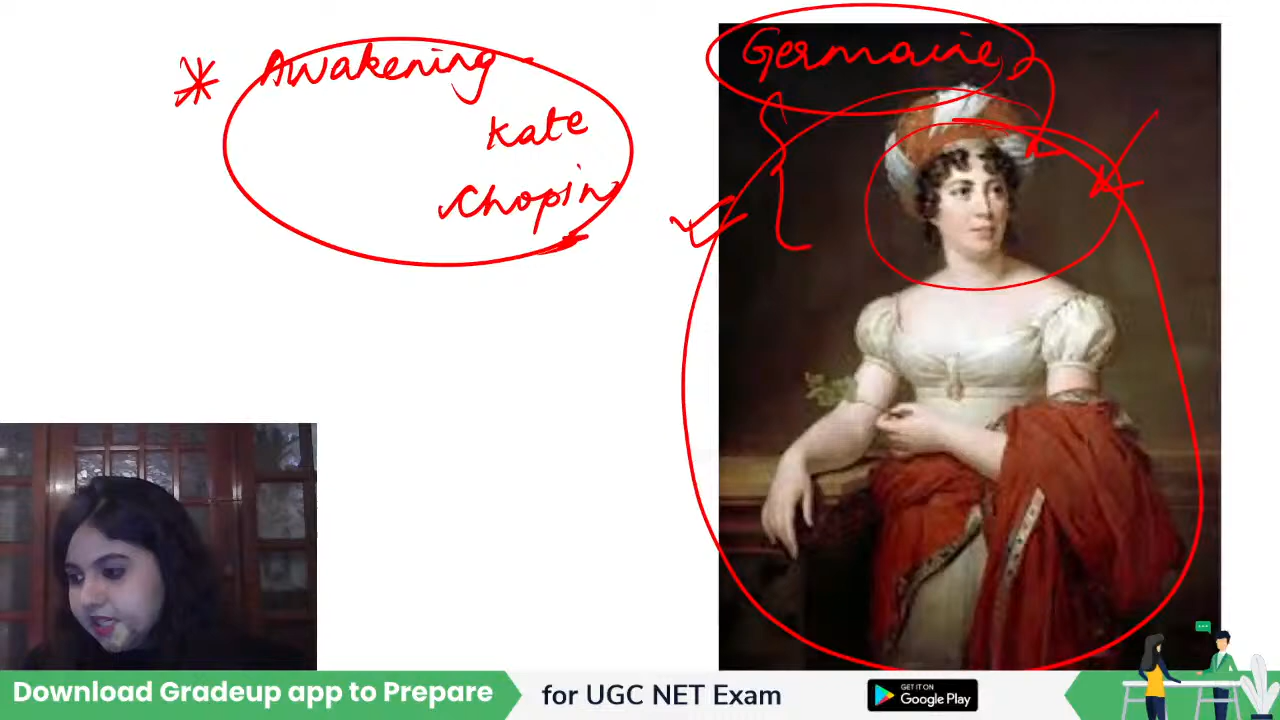 Awakening
Kate
Chopin
Germaine
Download Gradeup app to Prepare
for UGC NET Exam
GET IT ON
Google Play